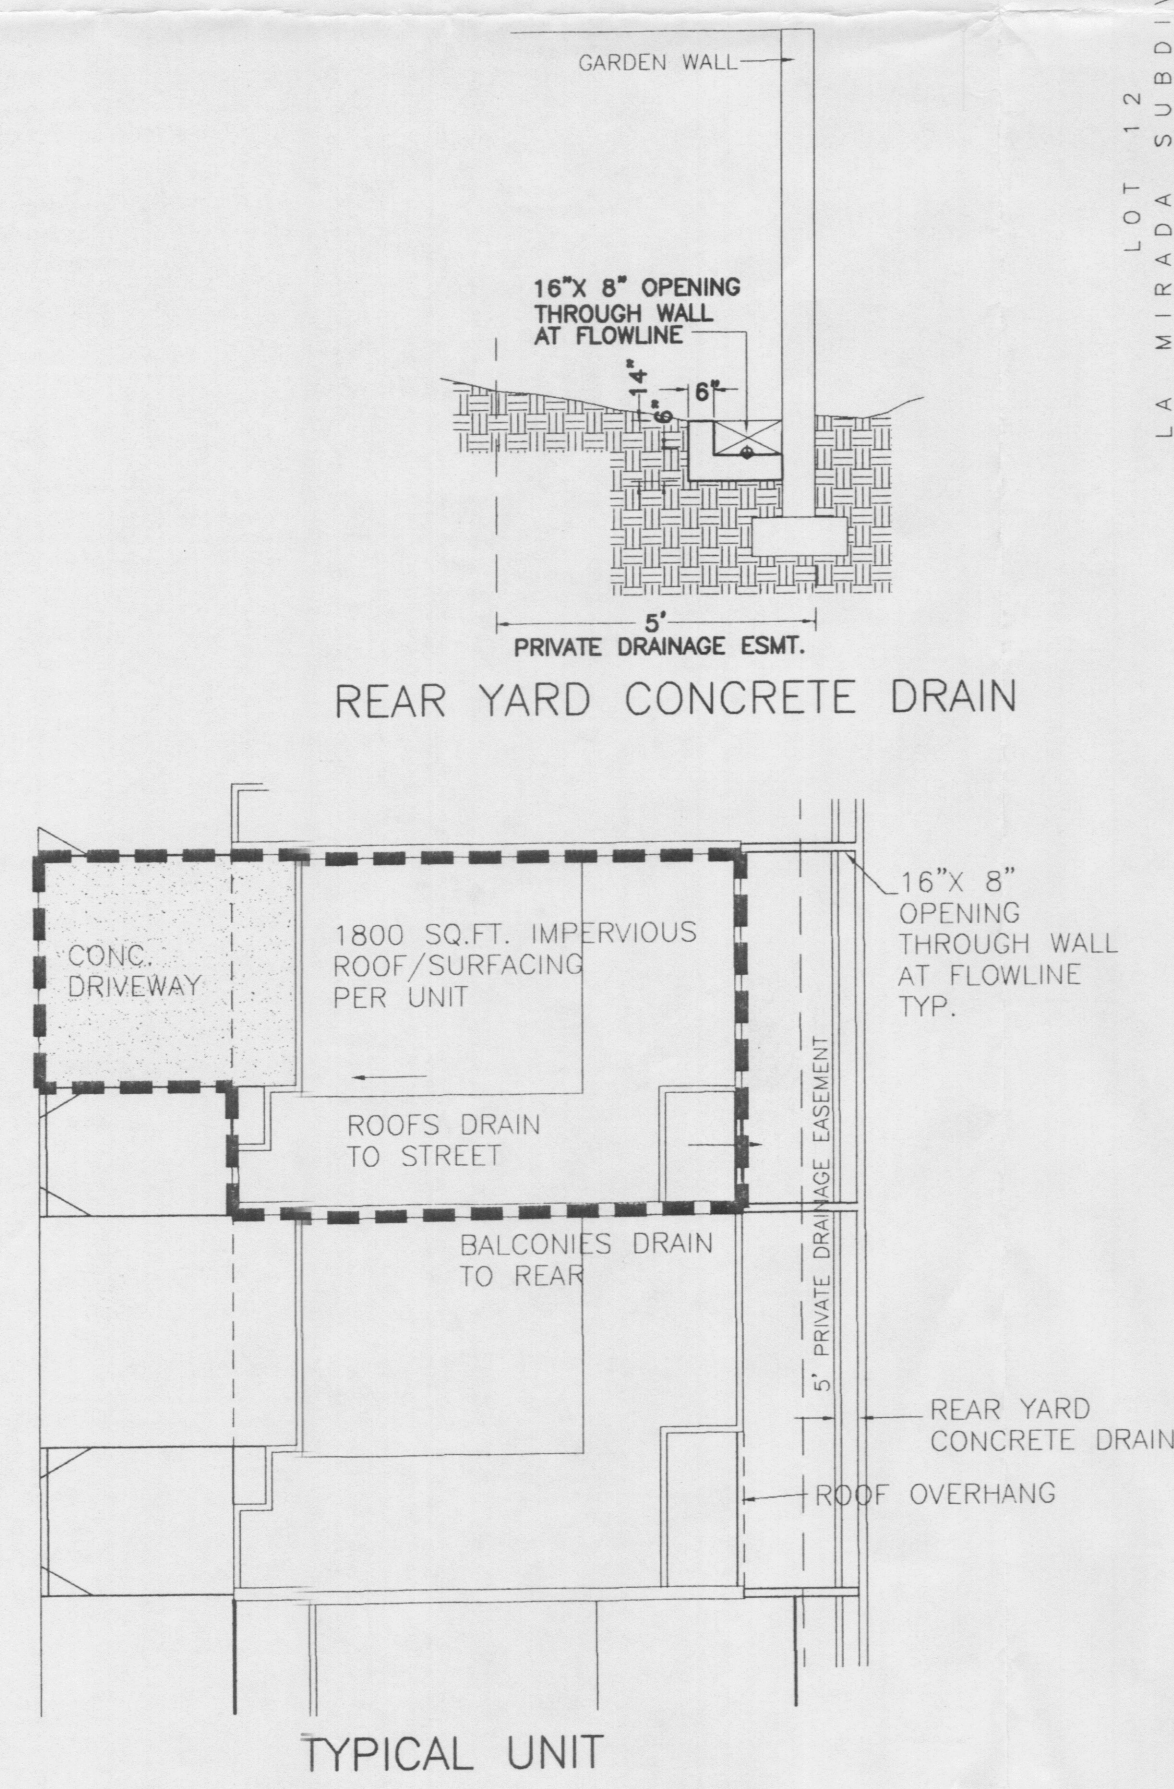 GARDEN WALL
16"X 8" OPENING
THROUGH WALL
AT FLOWLINE
14"
6"
6"
5'
PRIVATE DRAINAGE ESMT.
REAR YARD CONCRETE DRAIN
LOT 12
LA MIRADA
CONC.
DRIVEWAY
1800 SQ.FT. IMPERVIOUS
ROOF/SURFACING
PER UNIT
16"X 8"
OPENING
THROUGH WALL
AT FLOWLINE
TYP.
ROOFS DRAIN
TO STREET
BALCONIES DRAIN
TO REAR
5' PRIVATE DRAINAGE EASEMENT
REAR YARD
CONCRETE DRAIN
ROOF OVERHANG
TYPICAL UNIT